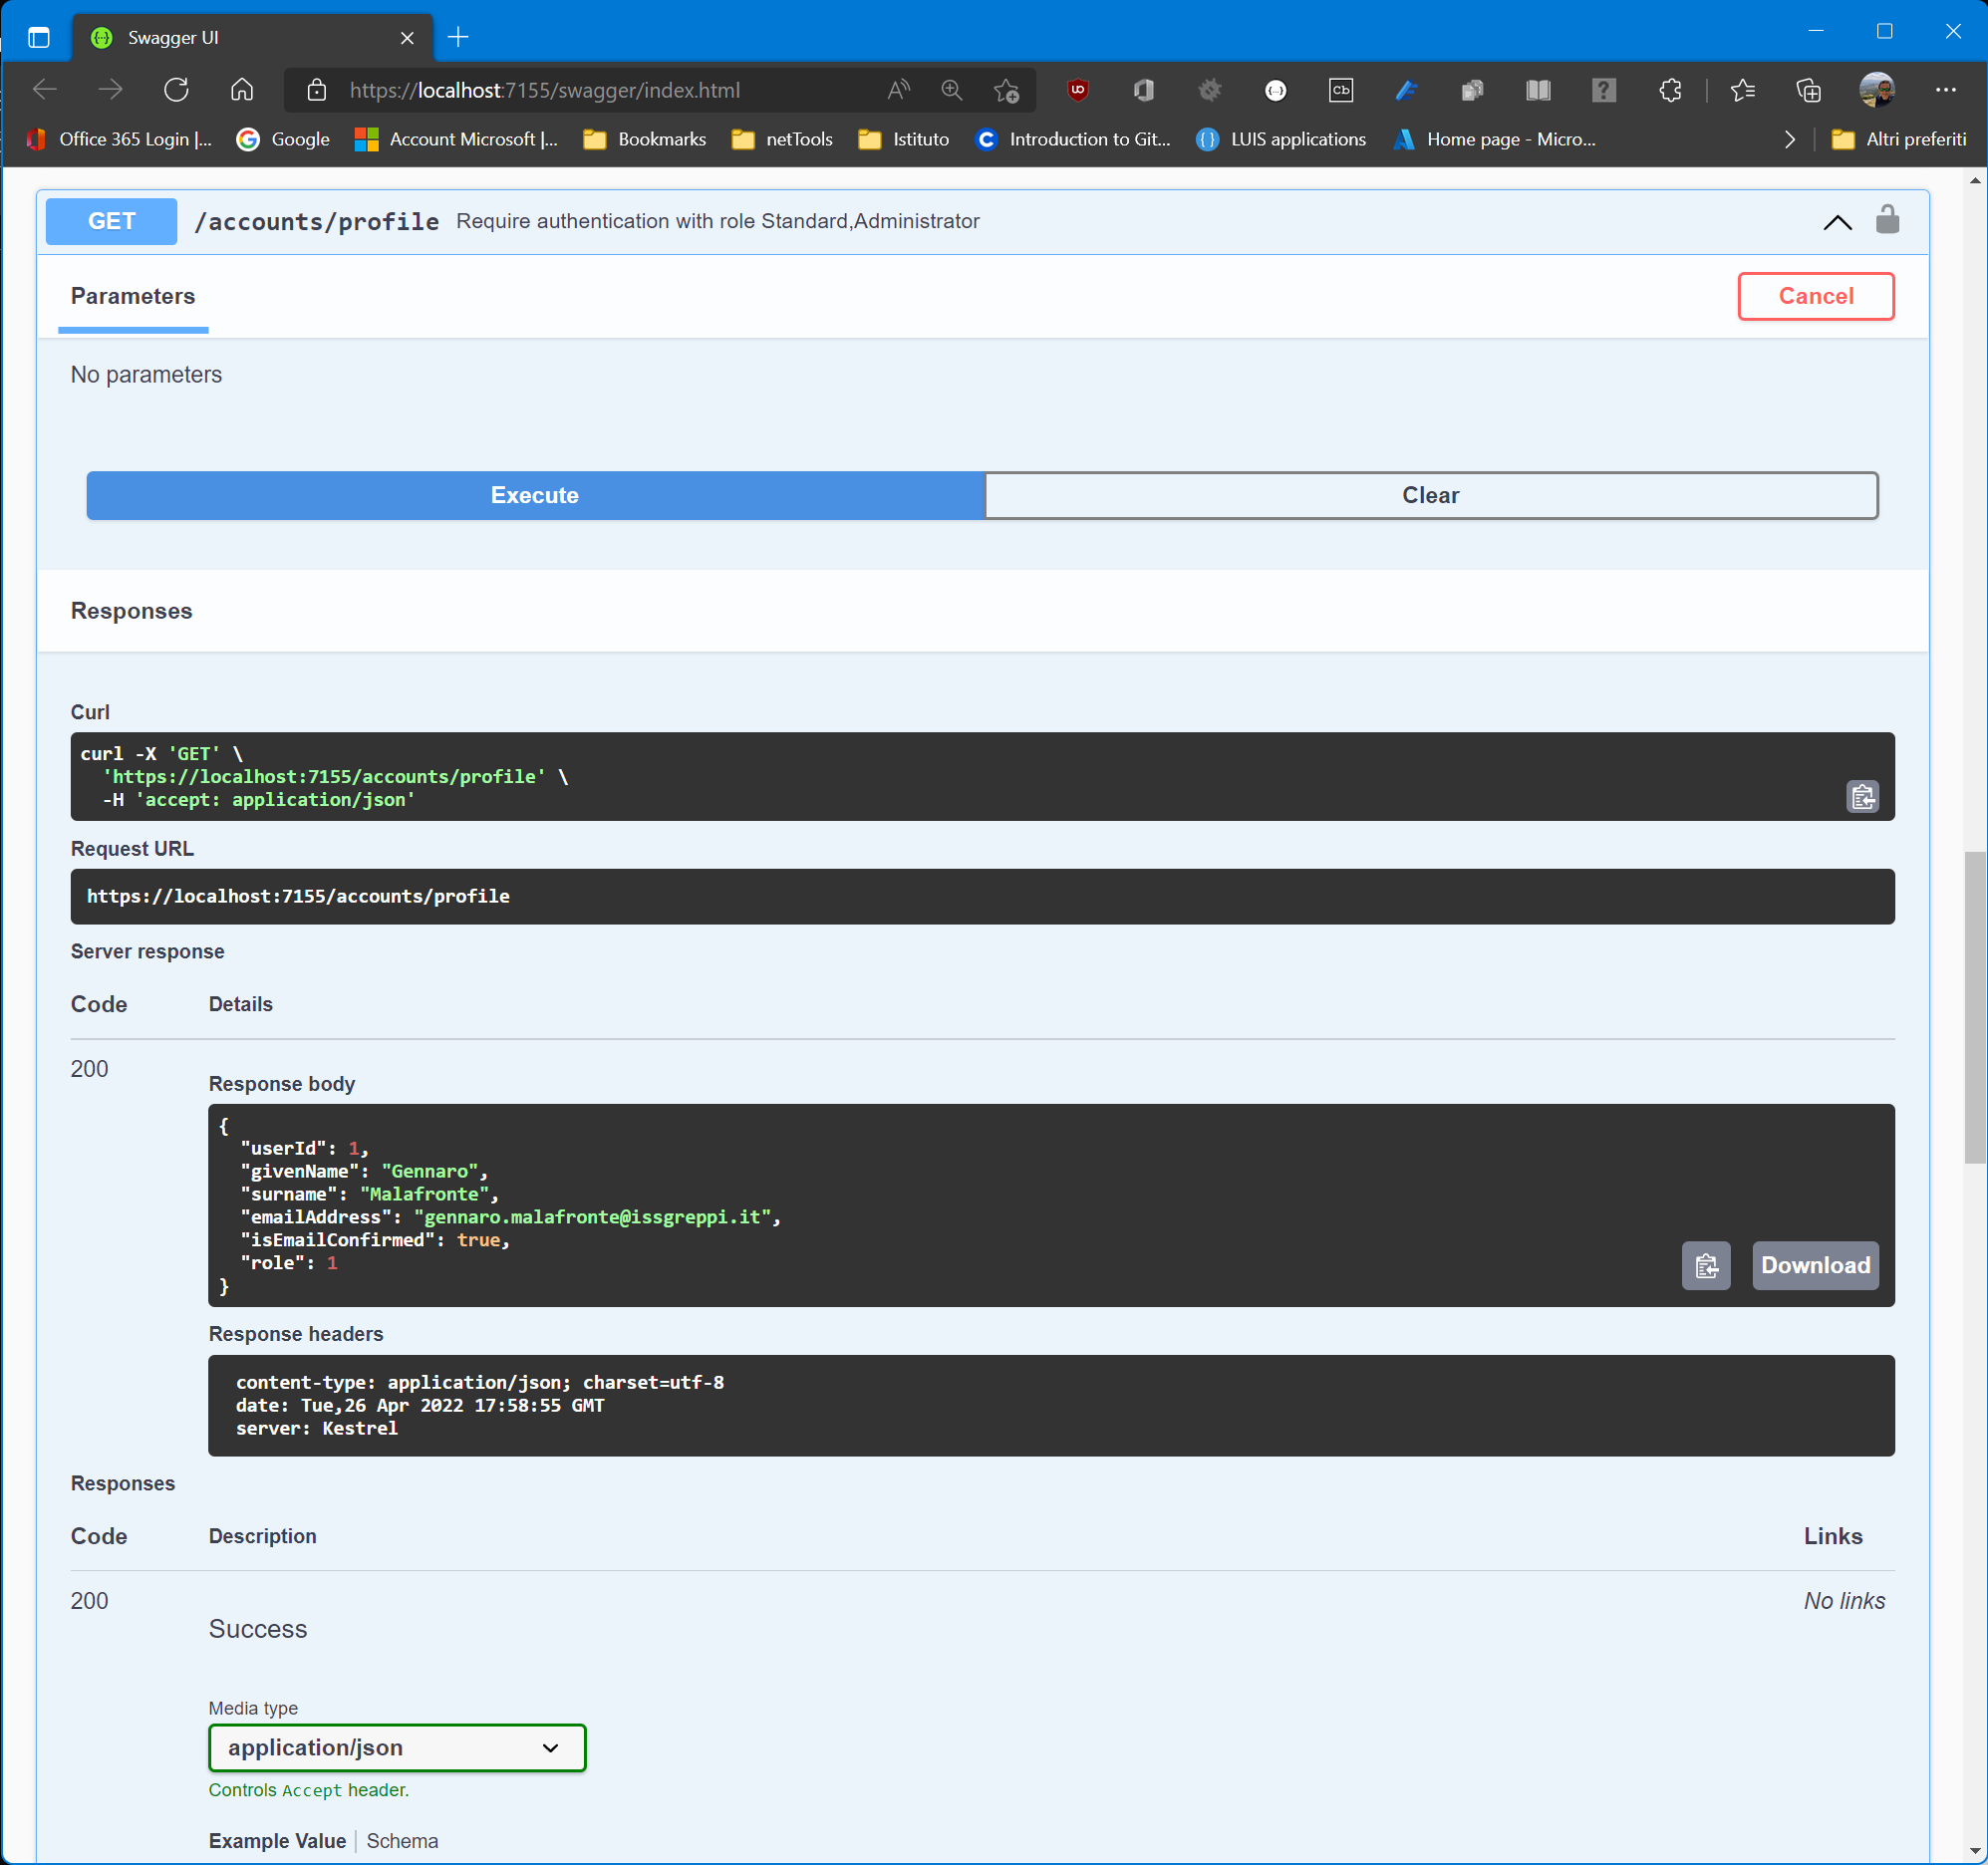 Swagger UI
https://localhost:7155/swagger/index.html
Office 365 Login |...
Google
Account Microsoft |...
Bookmarks
netTools
Istituto
Introduction to Git...
LUIS applications
Home page - Micro...
Altri preferiti
GET /accounts/profile Require authentication with role Standard,Administrator
Parameters
Cancel
No parameters
Execute
Clear
Responses
Curl
curl -X 'GET' \
'https://localhost:7155/accounts/profile' \
-H 'accept: application/json'
Request URL
https://localhost:7155/accounts/profile
Server response
Code Details
200
Response body
{
"userId": 1,
"givenName": "Gennaro",
"surname": "Malafronte",
"emailAddress": "gennaro.malafronte@issgreppi.it",
"isEmailConfirmed": true,
"role": 1
}
Download
Response headers
content-type: application/json; charset=utf-8
date: Tue,26 Apr 2022 17:58:55 GMT
server: Kestrel
Responses
Code Description Links
200
Success
No links
Media type
application/json
Controls Accept header.
Example Value | Schema